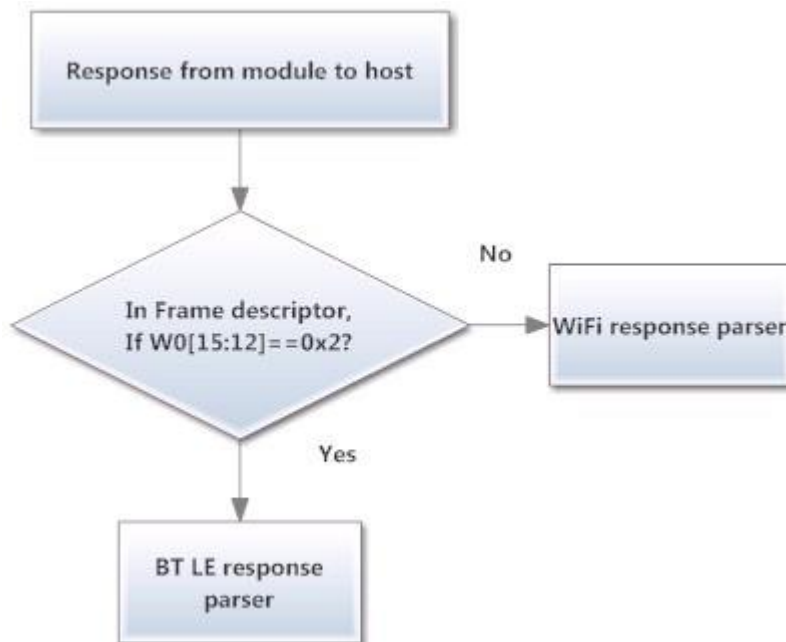 Response from module to host
In Frame descriptor,
If W0[15:12]==0x2?
No
WiFi response parser
Yes
BT LE response
parser